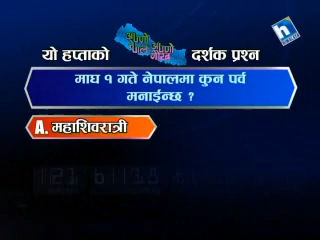 यो हप्ताको
दर्शक प्रश्न
माघ १ गते नेपालमा कुन पर्व
मनाईन्छ ?
A. महाशिवरात्री